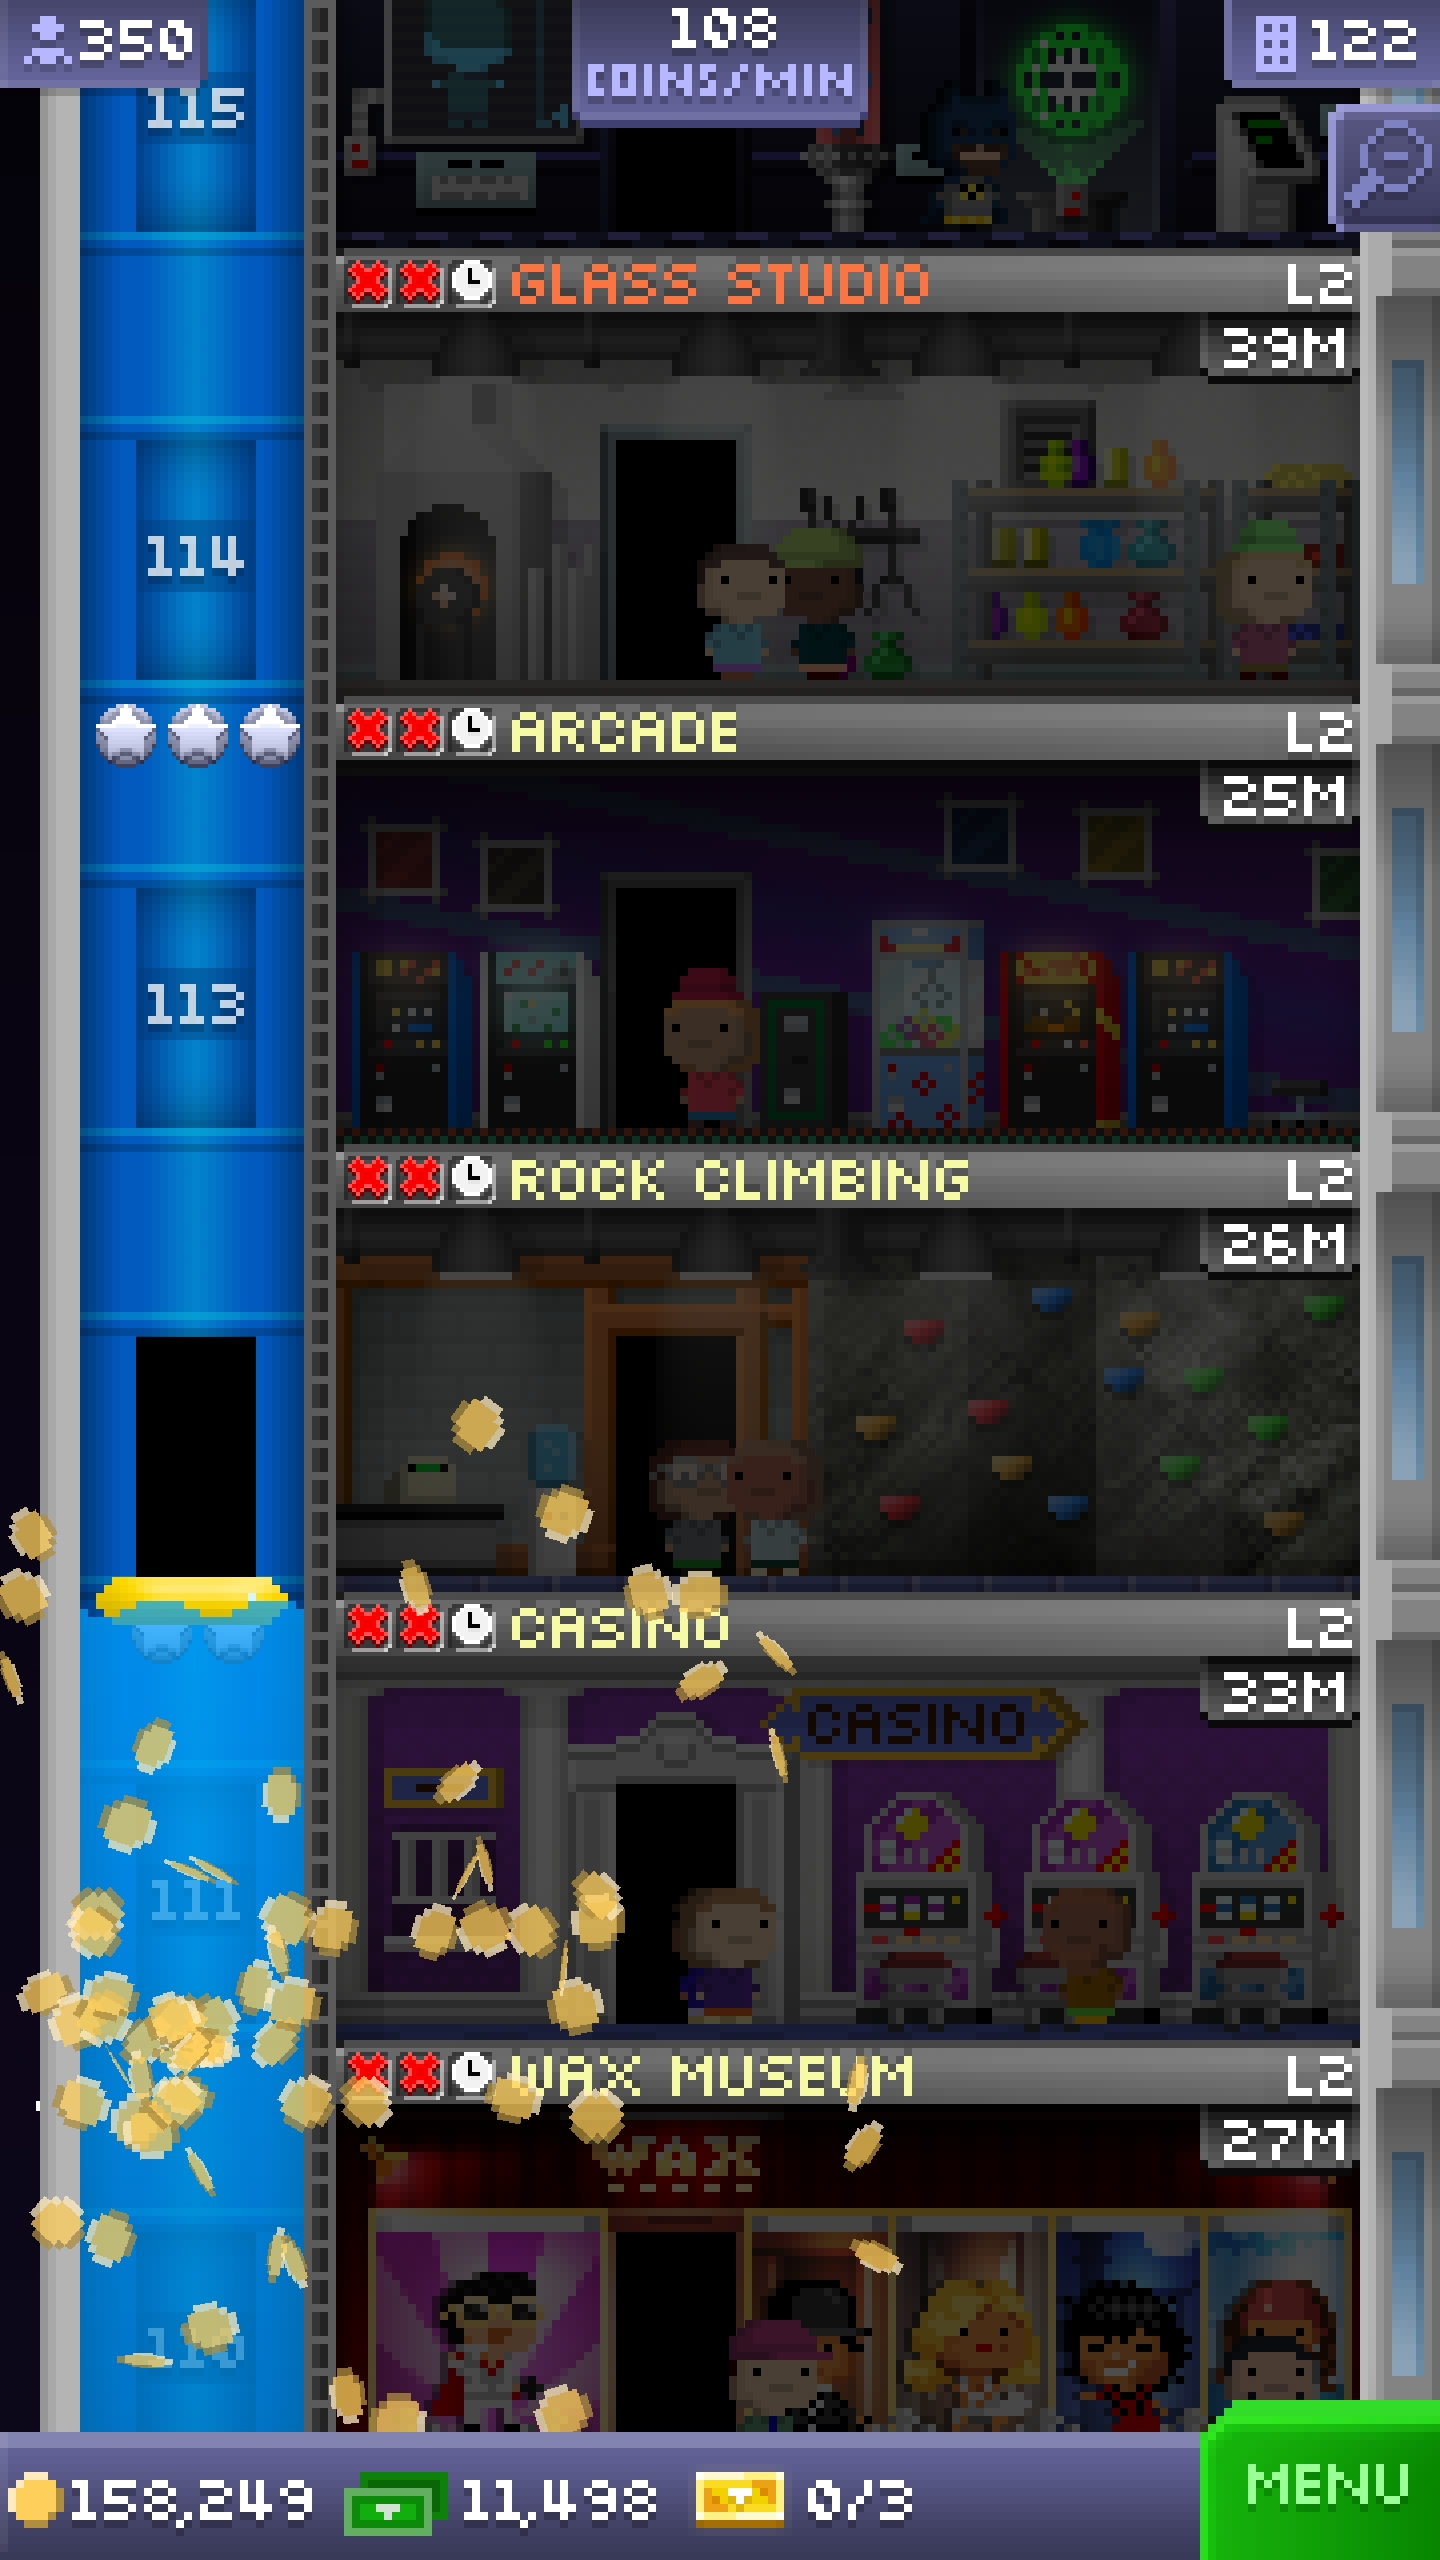 350
108
COINS/MIN
122
115
GLASS STUDIO L2
39M
114
ARCADE L2
25M
113
ROCK CLIMBING L2
26M
CASINO L2
33M
CASINO
111
WAX MUSEUM L2
27M
WAX
110
158,249 11,498 0/3
MENU